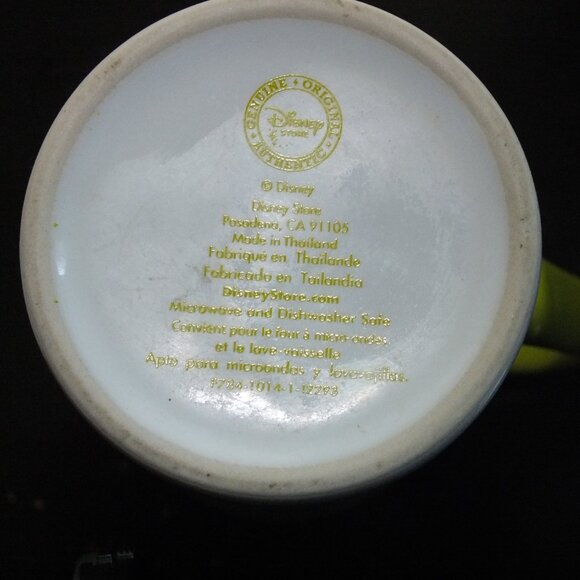 GENUINE • ORIGINAL • AUTHENTIC •
Disney
STORE
© Disney
Disney Store
Pasadena, CA 91105
Made in Thailand
Fabriqué en Thaïlande
Fabricado en Tailandia
DisneyStore.com
Microwave and Dishwasher Safe
Convient pour le four à micro-ondes
et le lave-vaisselle
Apto para microondas y lavavajillas.